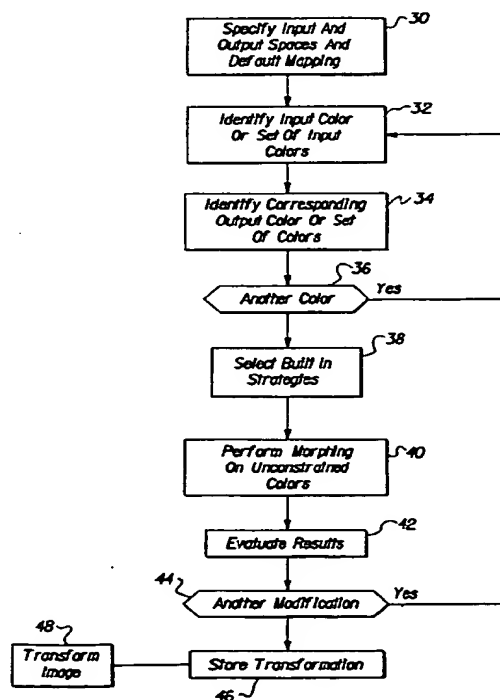 Specify Input And
Output Spaces And
Default Mapping
30
Identify Input Color
Or Set Of Input
Colors
32
Identify Corresponding
Output Color Or Set
Of Colors
34
36
Another Color
Yes
Select Built in
Strategies
38
Perform Morphing
On Unconstrained
Colors
40
Evaluate Results
42
44
Another Modification
Yes
48
Transform
Image
Store Transformation
46